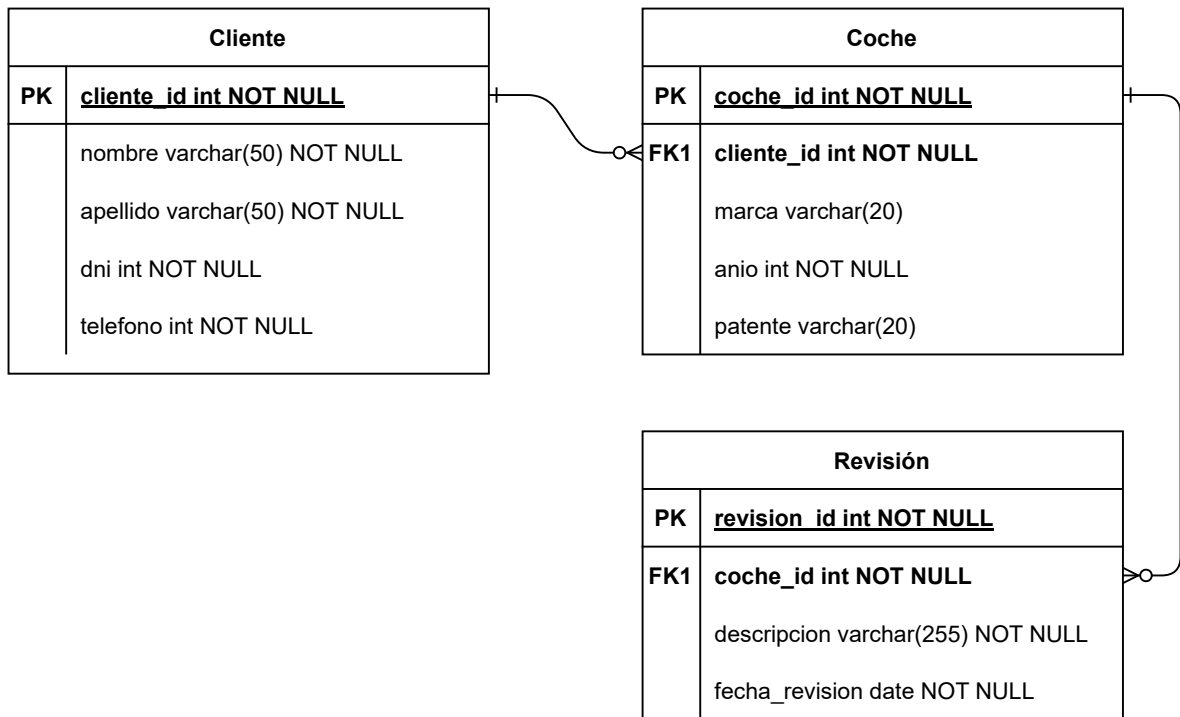 Cliente
PK cliente_id int NOT NULL
nombre varchar(50) NOT NULL
apellido varchar(50) NOT NULL
dni int NOT NULL
telefono int NOT NULL
Coche
PK coche_id int NOT NULL
FK1 cliente_id int NOT NULL
marca varchar(20)
anio int NOT NULL
patente varchar(20)
Revisión
PK revision_id int NOT NULL
FK1 coche_id int NOT NULL
descripcion varchar(255) NOT NULL
fecha_revision date NOT NULL